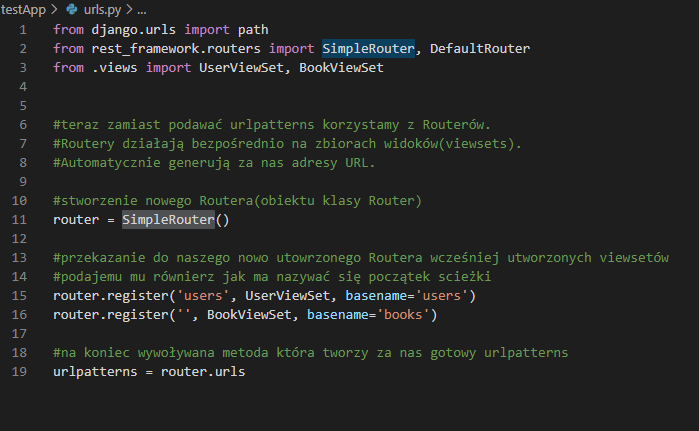 testApp > urls.py > ...
1 from django.urls import path
2 from rest_framework.routers import SimpleRouter, DefaultRouter
3 from .views import UserViewSet, BookViewSet
4
5
6 #teraz zamiast podawać urlpatterns korzystamy z Routerów.
7 #Routery działają bezpośrednio na zbiorach widoków(viewsets).
8 #Automatycznie generują za nas adresy URL.
9
10 #stworzenie nowego Routera(obiektu klasy Router)
11 router = SimpleRouter()
12
13 #przekazanie do naszego nowo utowrzonego Routera wcześniej utworzonych viewsetów
14 #podajemu mu równierz jak ma nazywać się początek scieżki
15 router.register('users', UserViewSet, basename='users')
16 router.register('', BookViewSet, basename='books')
17
18 #na koniec wywoływana metoda która tworzy za nas gotowy urlpatterns
19 urlpatterns = router.urls